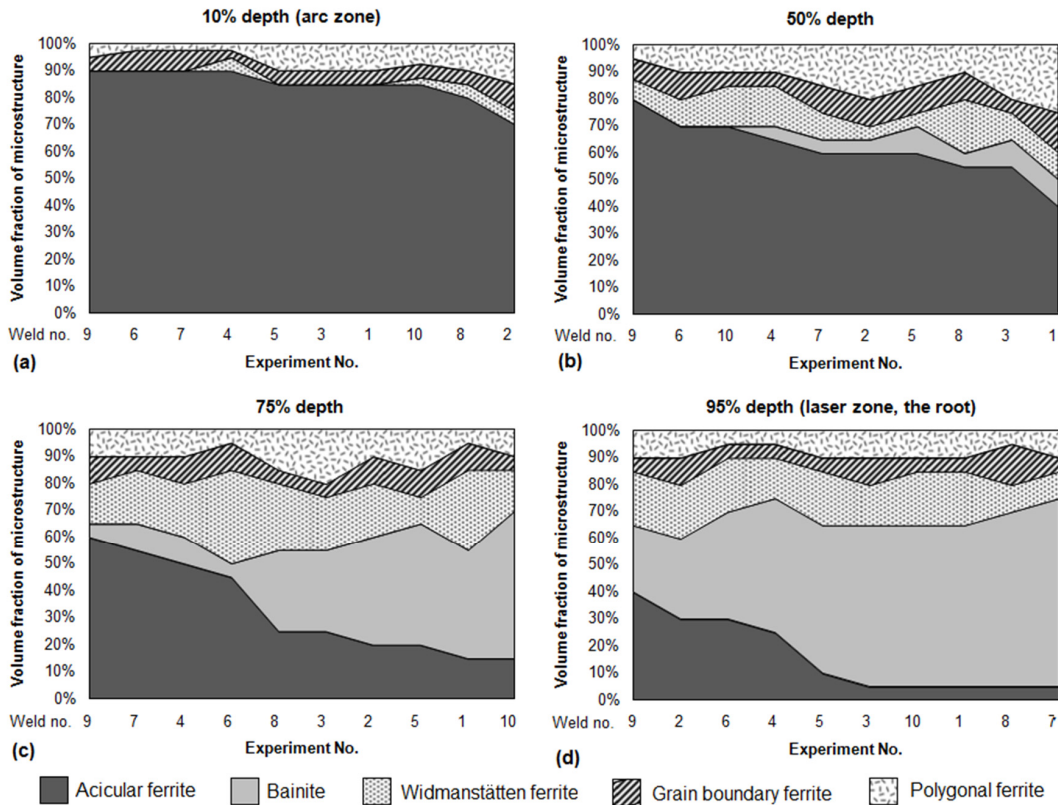 10% depth (arc zone)
100%
90%
80%
70%
60%
50%
40%
30%
20%
10%
0%
Volume fraction of microstructure
Weld no. 9 6 7 4 5 3 1 10 8 2
(a)
Experiment No.
50% depth
100%
90%
80%
70%
60%
50%
40%
30%
20%
10%
0%
Volume fraction of microstructure
Weld no. 9 6 10 4 7 2 5 8 3 1
(b)
Experiment No.
75% depth
100%
90%
80%
70%
60%
50%
40%
30%
20%
10%
0%
Volume fraction of microstructure
Weld no. 9 7 4 6 8 3 2 5 1 10
(c)
Experiment No.
95% depth (laser zone, the root)
100%
90%
80%
70%
60%
50%
40%
30%
20%
10%
0%
Volume fraction of microstructure
Weld no. 9 2 6 4 5 3 10 1 8 7
(d)
Experiment No.
Acicular ferrite Bainite Widmanstätten ferrite Grain boundary ferrite Polygonal ferrite